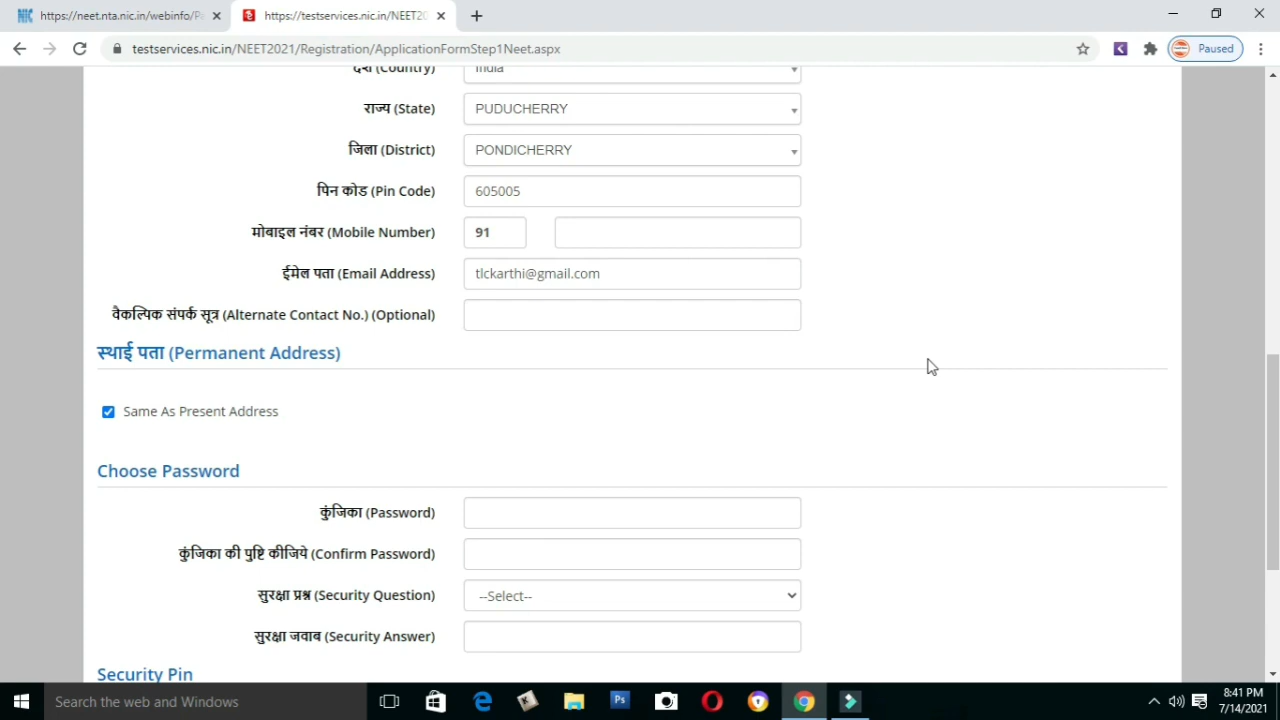 https://neet.nta.nic.in/webinfo/Pa
https://testservices.nic.in/NEET20
testservices.nic.in/NEET2021/Registration/ApplicationFormStep1Neet.aspx
Paused
देश (Country) India
राज्य (State) PUDUCHERRY
जिला (District) PONDICHERRY
पिन कोड (Pin Code) 605005
मोबाइल नंबर (Mobile Number) 91
ईमेल पता (Email Address) tlckarthi@gmail.com
वैकल्पिक संपर्क सूत्र (Alternate Contact No.) (Optional)
स्थाई पता (Permanent Address)
Same As Present Address
Choose Password
कुंजिका (Password)
कुंजिका की पुष्टि कीजिये (Confirm Password)
सुरक्षा प्रश्न (Security Question) --Select--
सुरक्षा जवाब (Security Answer)
Security Pin
Search the web and Windows
Ps
8:41 PM
7/14/2021